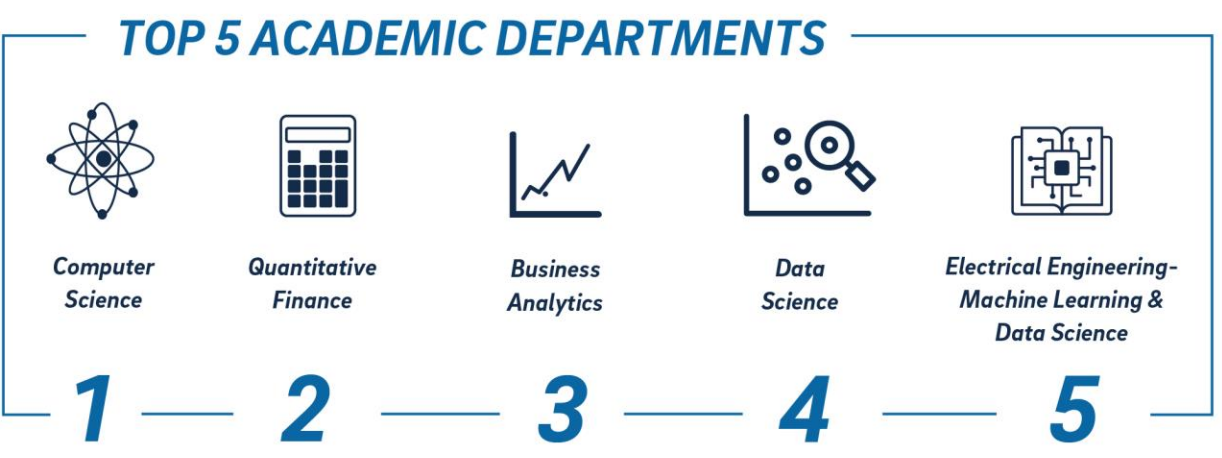 TOP 5 ACADEMIC DEPARTMENTS
Computer
Science
Quantitative
Finance
Business
Analytics
Data
Science
Electrical Engineering-
Machine Learning &
Data Science
1
2
3
4
5